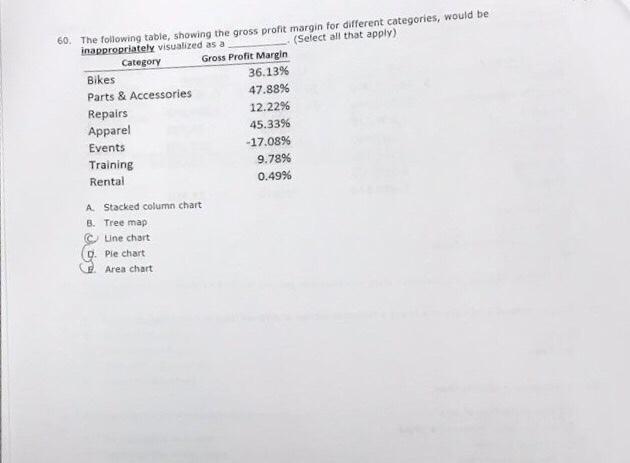 60. The following table, showing the gross profit margin for different categories, would be
inappropriately visualized as a ________. (Select all that apply)
Category Gross Profit Margin
Bikes 36.13%
Parts & Accessories 47.88%
Repairs 12.22%
Apparel 45.33%
Events -17.08%
Training 9.78%
Rental 0.49%
A. Stacked column chart
B. Tree map
C. Line chart
D. Pie chart
E. Area chart